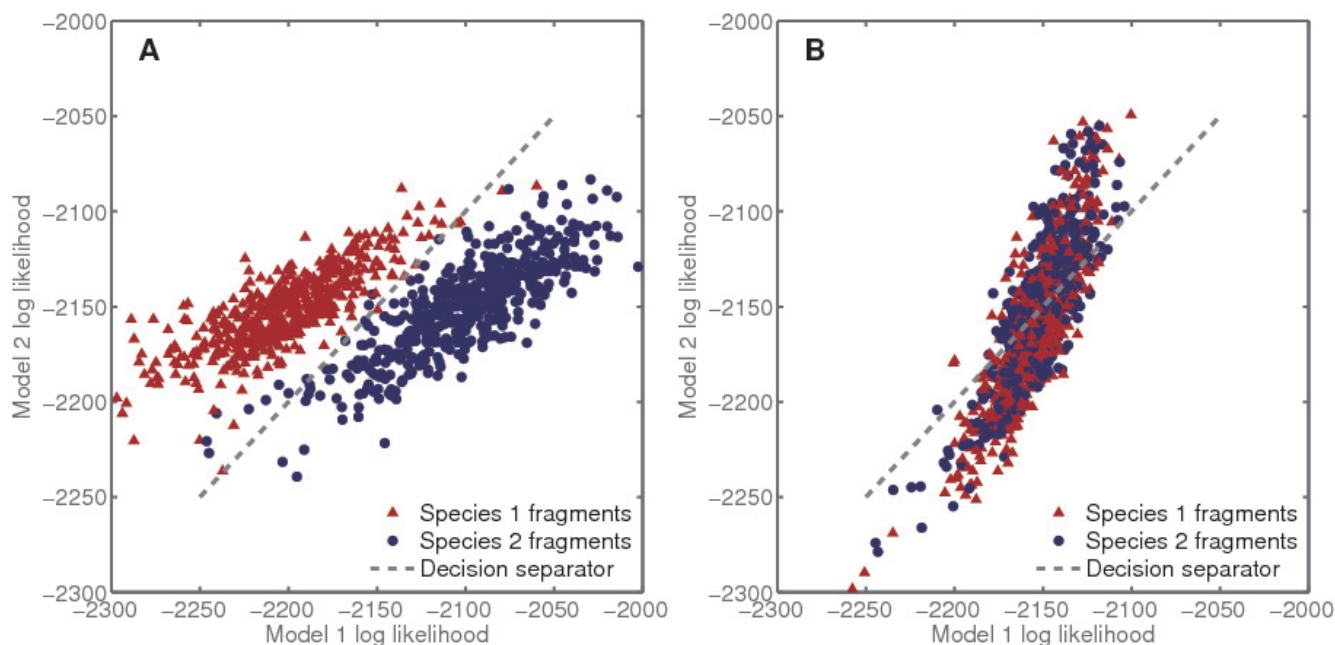 A
−2000
−2050
−2100
−2150
−2200
−2250
−2300
Model 2 log likelihood
−2300 −2250 −2200 −2150 −2100 −2050 −2000
Model 1 log likelihood
Species 1 fragments
Species 2 fragments
Decision separator
B
−2000
−2050
−2100
−2150
−2200
−2250
−2300
Model 2 log likelihood
−2300 −2250 −2200 −2150 −2100 −2050 −2000
Model 1 log likelihood
Species 1 fragments
Species 2 fragments
Decision separator